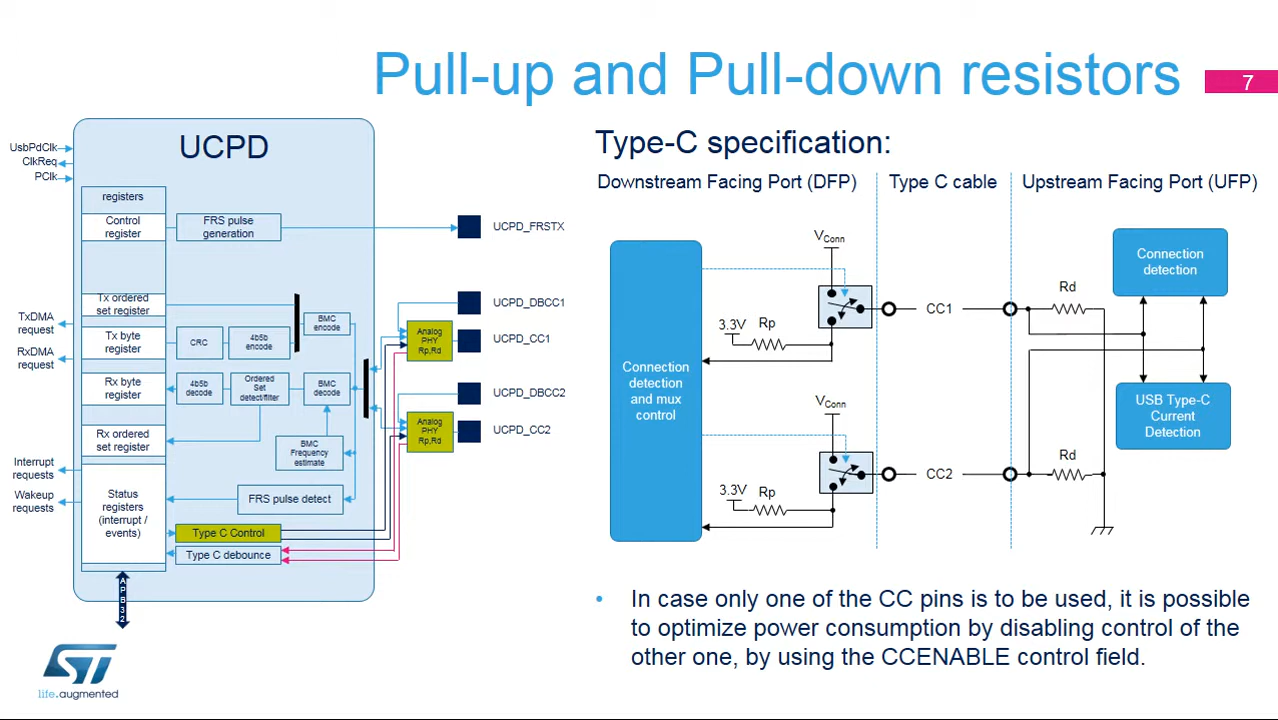 Pull-up and Pull-down resistors
7
UCPD
UsbPdClk
ClkReq
PClk
registers
Control
register
FRS pulse
generation
UCPD_FRSTX
Tx ordered
set register
TxDMA
request
Tx byte
register
CRC
4b5b
encode
BMC
encode
UCPD_DBCC1
Analog
PHY
Rp,Rd
UCPD_CC1
RxDMA
request
Rx byte
register
4b5b
decode
Ordered
Set
detect/filter
BMC
decode
UCPD_DBCC2
Analog
PHY
Rp,Rd
UCPD_CC2
Rx ordered
set register
BMC
Frequency
estimate
Interrupt
requests
Wakeup
requests
Status
registers
(interrupt /
events)
FRS pulse detect
Type C Control
Type C debounce
A
P
B
3
2
Type-C specification:
Downstream Facing Port (DFP)
Type C cable
Upstream Facing Port (UFP)
VConn
Connection
detection
3.3V
Rp
CC1
Rd
Connection
detection
and mux
control
VConn
USB Type-C
Current
Detection
3.3V
Rp
CC2
Rd
• In case only one of the CC pins is to be used, it is possible
to optimize power consumption by disabling control of the
other one, by using the CCENABLE control field.
ST
life.augmented